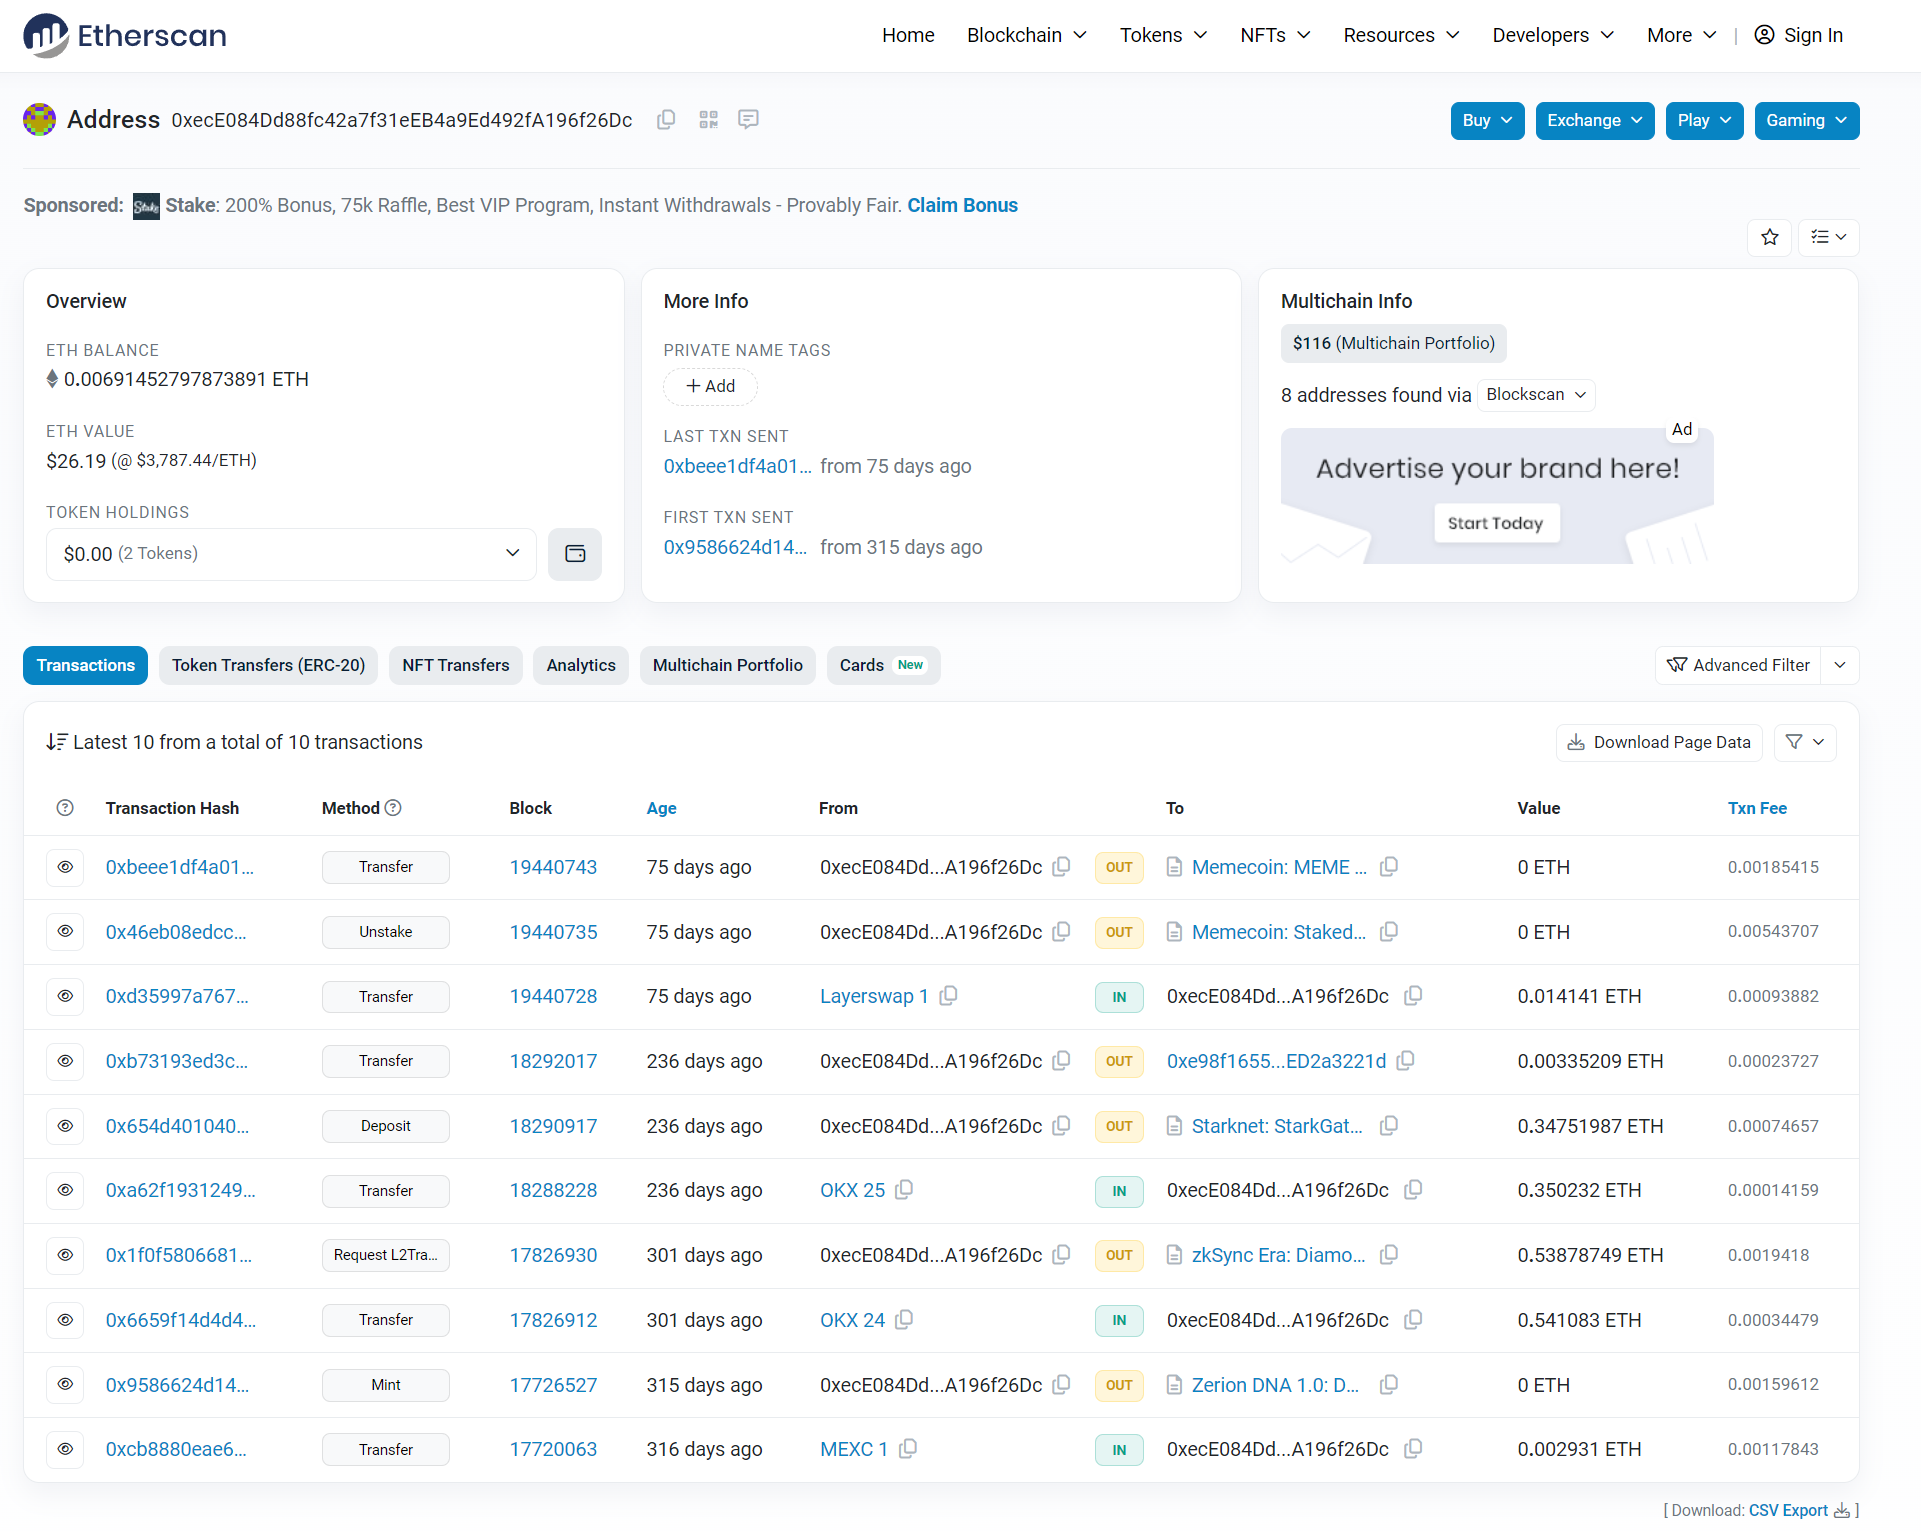 Etherscan
Home Blockchain Tokens NFTs Resources Developers More | Sign In
Address 0xecE084Dd88fc42a7f31eEB4a9Ed492fA196f26Dc
Buy Exchange Play Gaming
Sponsored: Stake Stake: 200% Bonus, 75k Raffle, Best VIP Program, Instant Withdrawals - Provably Fair. Claim Bonus
Overview
ETH BALANCE
0.00691452797873891 ETH
ETH VALUE
$26.19 (@ $3,787.44/ETH)
TOKEN HOLDINGS
$0.00 (2 Tokens)
More Info
PRIVATE NAME TAGS
+ Add
LAST TXN SENT
0xbeee1df4a01... from 75 days ago
FIRST TXN SENT
0x9586624d14... from 315 days ago
Multichain Info
$116 (Multichain Portfolio)
8 addresses found via Blockscan
Ad
Advertise your brand here!
Start Today
Transactions Token Transfers (ERC-20) NFT Transfers Analytics Multichain Portfolio Cards New
Advanced Filter
Latest 10 from a total of 10 transactions
Download Page Data
Transaction Hash Method Block Age From To Value Txn Fee
0xbeee1df4a01... Transfer 19440743 75 days ago 0xecE084Dd...A196f26Dc OUT Memecoin: MEME ... 0 ETH 0.00185415
0x46eb08edcc... Unstake 19440735 75 days ago 0xecE084Dd...A196f26Dc OUT Memecoin: Staked... 0 ETH 0.00543707
0xd35997a767... Transfer 19440728 75 days ago Layerswap 1 IN 0xecE084Dd...A196f26Dc 0.014141 ETH 0.00093882
0xb73193ed3c... Transfer 18292017 236 days ago 0xecE084Dd...A196f26Dc OUT 0xe98f1655...ED2a3221d 0.00335209 ETH 0.00023727
0x654d401040... Deposit 18290917 236 days ago 0xecE084Dd...A196f26Dc OUT Starknet: StarkGat... 0.34751987 ETH 0.00074657
0xa62f1931249... Transfer 18288228 236 days ago OKX 25 IN 0xecE084Dd...A196f26Dc 0.350232 ETH 0.00014159
0x1f0f5806681... Request L2Tra... 17826930 301 days ago 0xecE084Dd...A196f26Dc OUT zkSync Era: Diamo... 0.53878749 ETH 0.0019418
0x6659f14d4d4... Transfer 17826912 301 days ago OKX 24 IN 0xecE084Dd...A196f26Dc 0.541083 ETH 0.00034479
0x9586624d14... Mint 17726527 315 days ago 0xecE084Dd...A196f26Dc OUT Zerion DNA 1.0: D... 0 ETH 0.00159612
0xcb8880eae6... Transfer 17720063 316 days ago MEXC 1 IN 0xecE084Dd...A196f26Dc 0.002931 ETH 0.00117843
[ Download: CSV Export ]